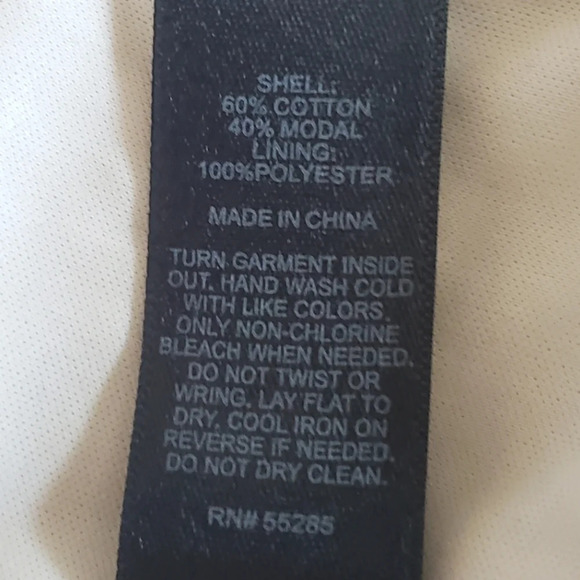 SHELL:
60% COTTON
40% MODAL
LINING:
100%POLYESTER
MADE IN CHINA
TURN GARMENT INSIDE
OUT. HAND WASH COLD
WITH LIKE COLORS.
ONLY NON-CHLORINE
BLEACH WHEN NEEDED.
DO NOT TWIST OR
WRING. LAY FLAT TO
DRY. COOL IRON ON
REVERSE IF NEEDED.
DO NOT DRY CLEAN.
RN# 55285